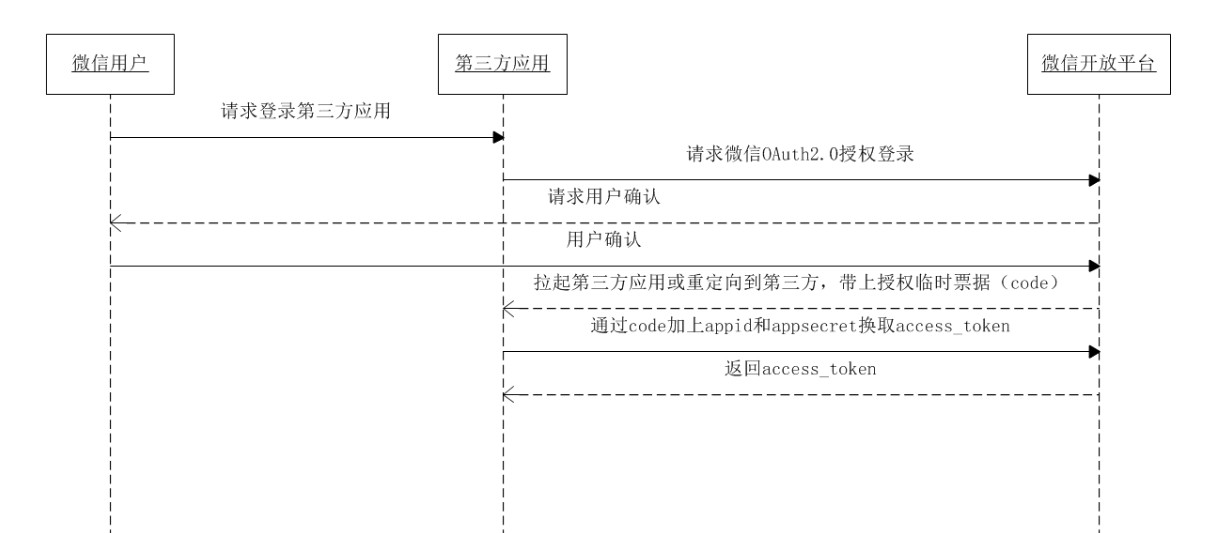 微信用户
第三方应用
微信开放平台
请求登录第三方应用
请求微信OAuth2.0授权登录
请求用户确认
用户确认
拉起第三方应用或重定向到第三方，带上授权临时票据（code）
通过code加上appid和appsecret换取access_token
返回access_token